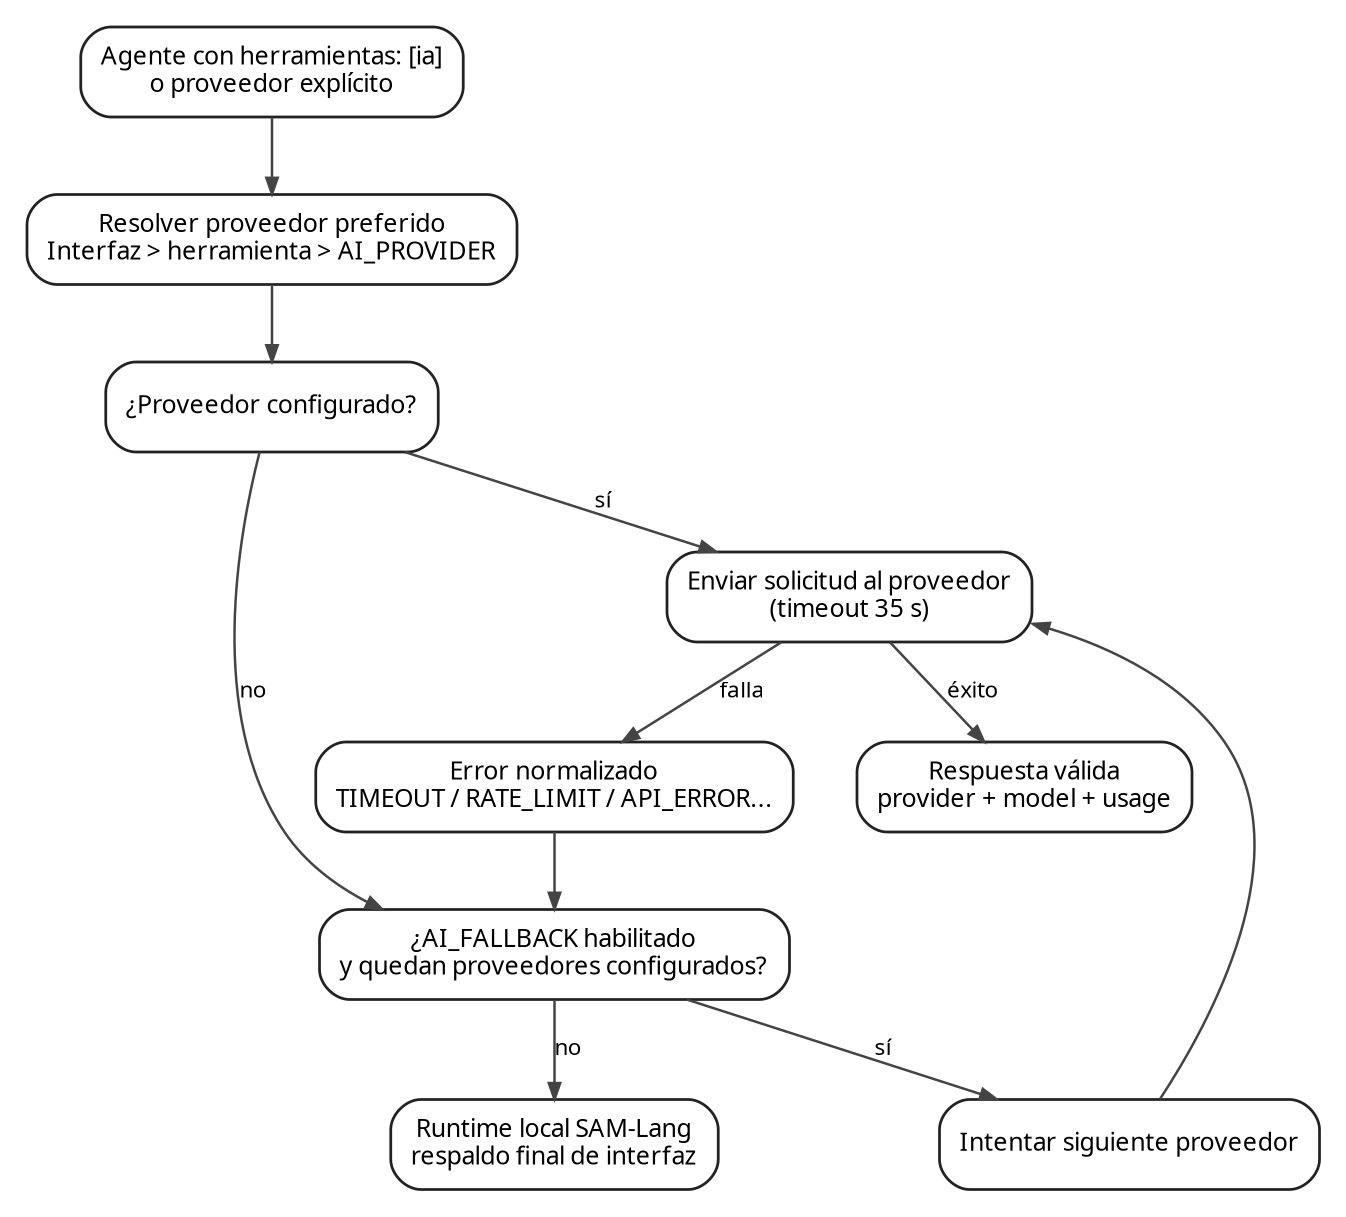 Agente con herramientas: [ia]
o proveedor explícito
Resolver proveedor preferido
Interfaz > herramienta > AI_PROVIDER
¿Proveedor configurado?
sí
Enviar solicitud al proveedor
(timeout 35 s)
no
falla
éxito
Error normalizado
TIMEOUT / RATE_LIMIT / API_ERROR...
Respuesta válida
provider + model + usage
¿AI_FALLBACK habilitado
y quedan proveedores configurados?
no
sí
Runtime local SAM-Lang
respaldo final de interfaz
Intentar siguiente proveedor